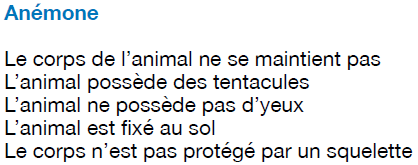 Anémone
Le corps de l’animal ne se maintient pas
L’animal possède des tentacules
L’animal ne possède pas d’yeux
L’animal est fixé au sol
Le corps n’est pas protégé par un squelette